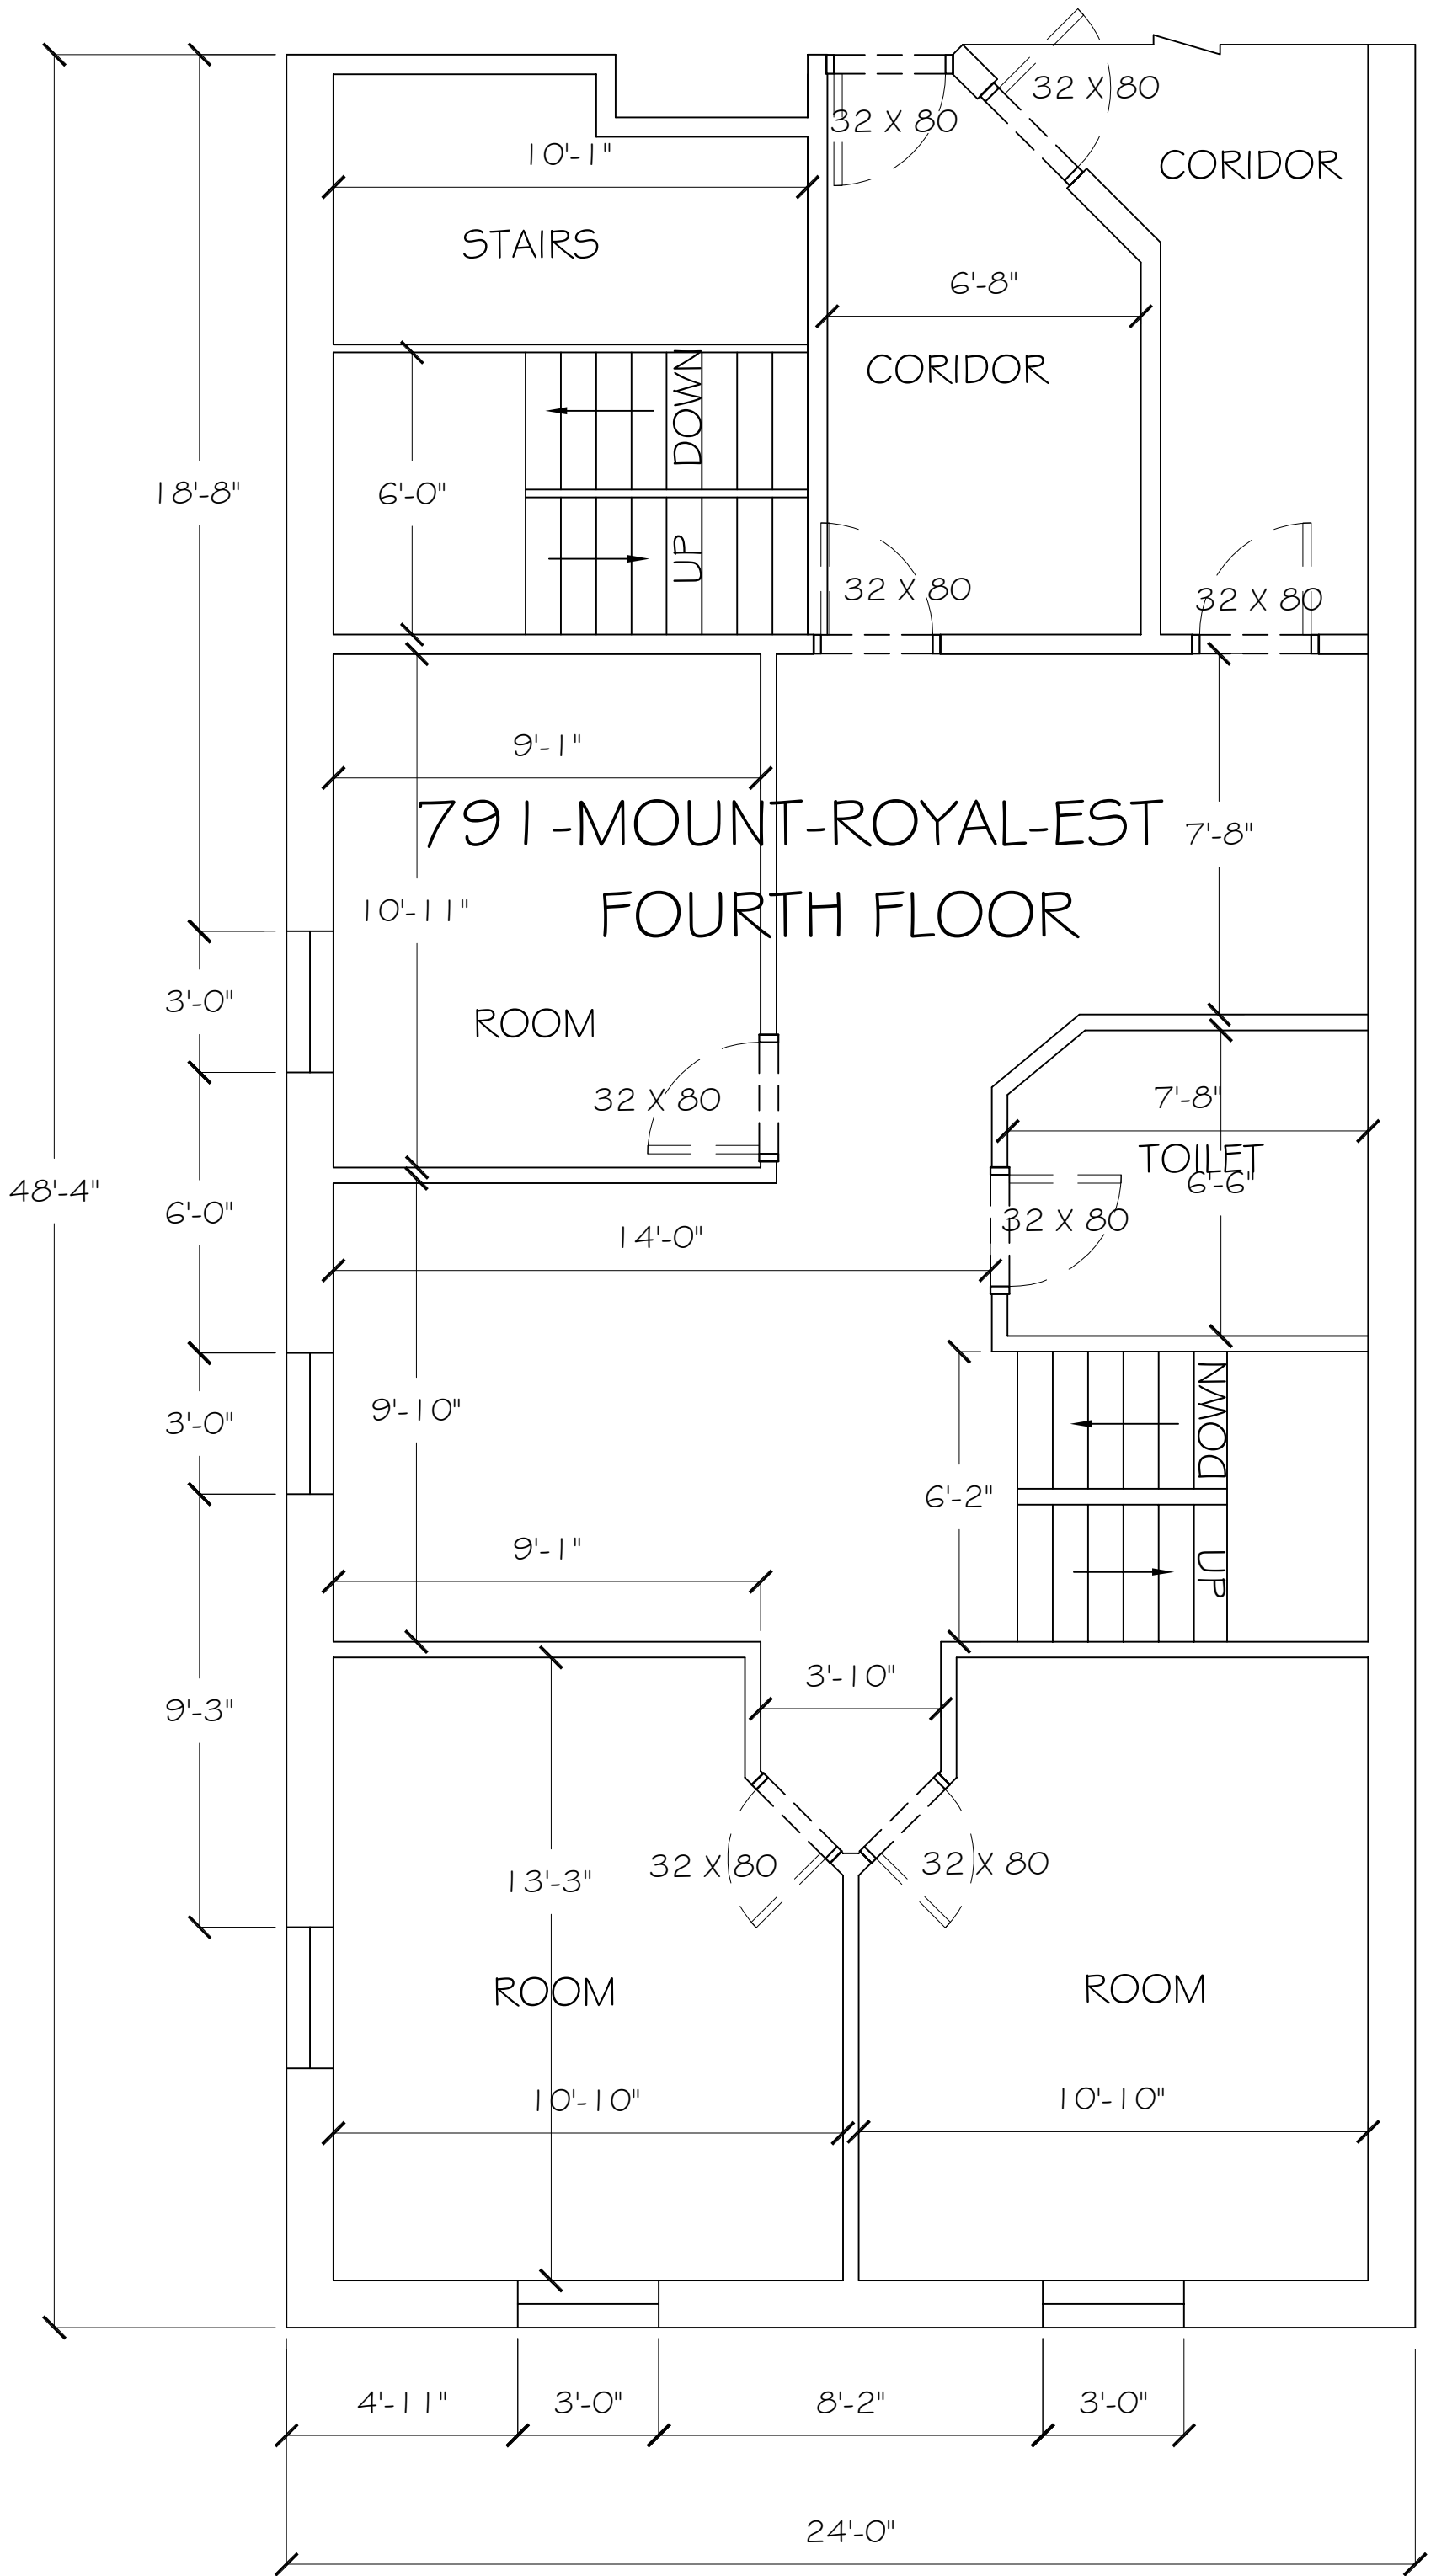 32 X 80
32 X 80
CORIDOR
10'-1"
STAIRS
6'-8"
CORIDOR
DOWN
18'-8"
6'-0"
UP
32 X 80
32 X 80
9'-1"
791-MOUNT-ROYAL-EST
7'-8"
FOURTH FLOOR
10'-11"
3'-0"
ROOM
32 X 80
7'-8"
TOILET
6'-6"
48'-4"
6'-0"
32 X 80
14'-0"
3'-0"
9'-10"
DOWN
6'-2"
9'-1"
UP
3'-10"
9'-3"
32 X 80
32 X 80
13'-3"
ROOM
ROOM
10'-10"
10'-10"
4'-11"
3'-0"
8'-2"
3'-0"
24'-0"